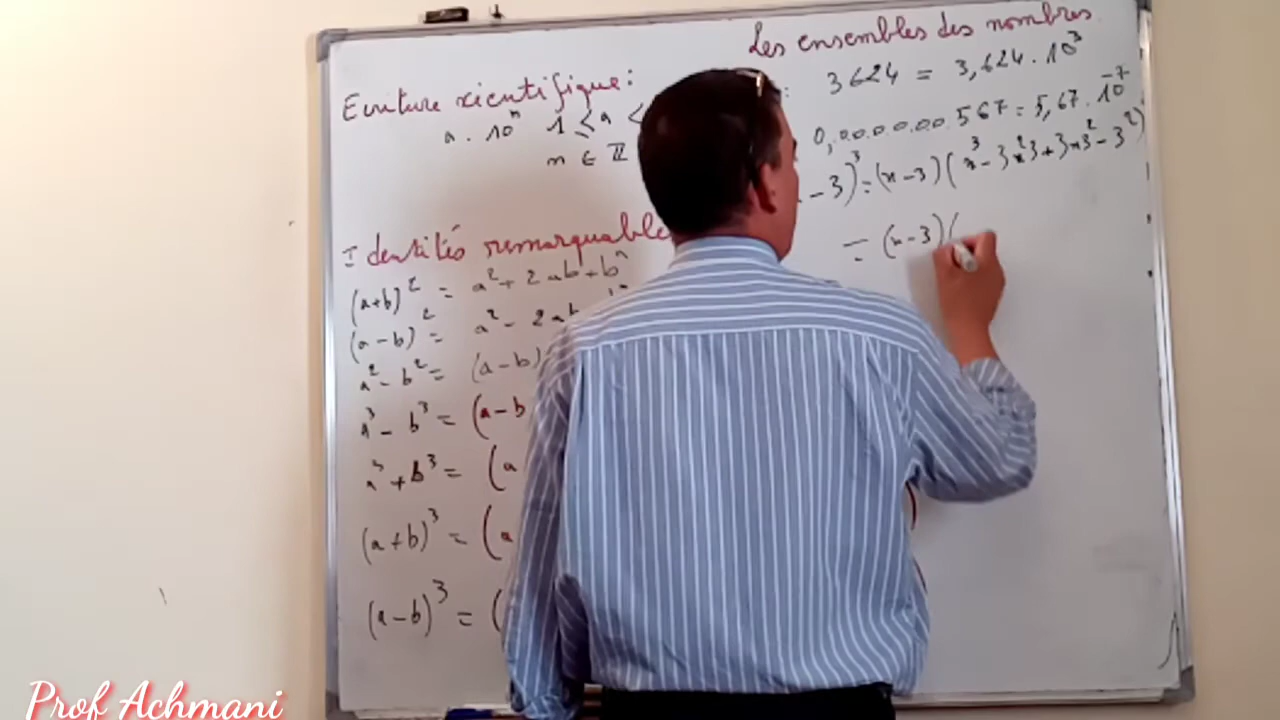 Les ensembles des nombres
Ecriture scientifique :
a . 10^n 1 ≤ a <
n ∈ ℤ
: 3624 = 3,624 . 10^3
0,000000567 = 5,67 . 10^-7
- 3)^3 = (x - 3)(x^3 - 3x^2 3 + 3x3^2 - 3^2)
= (x - 3)(
Identités remarquable
(a+b)^2 = a^2 + 2ab + b^n
(a - b)^2 = a^2 - 2ab
a^2 - b^2 = (a - b)
a^3 - b^3 = (a - b
a^3 + b^3 = (a
(a + b)^3 = (a
(a - b)^3 = (
Prof Achmani